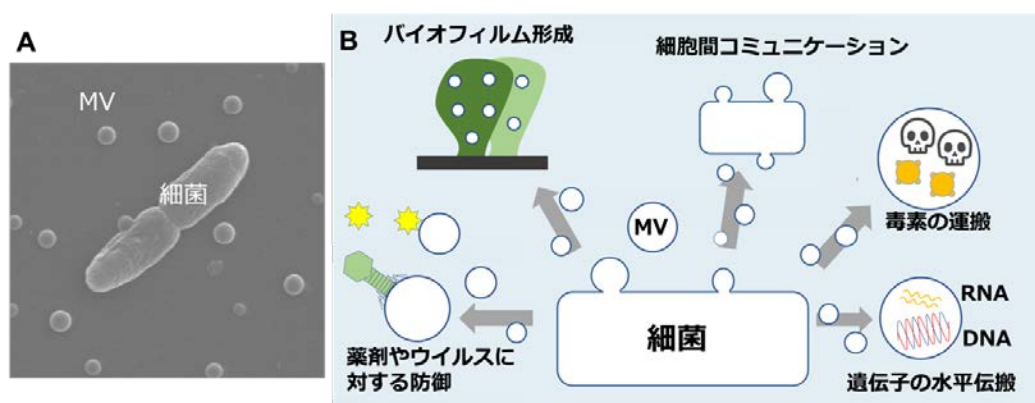 A
MV
細菌
B
バイオフィルム形成
細胞間コミュニケーション
MV
毒素の運搬
細菌
RNA
DNA
薬剤やウイルスに
対する防御
遺伝子の水平伝搬